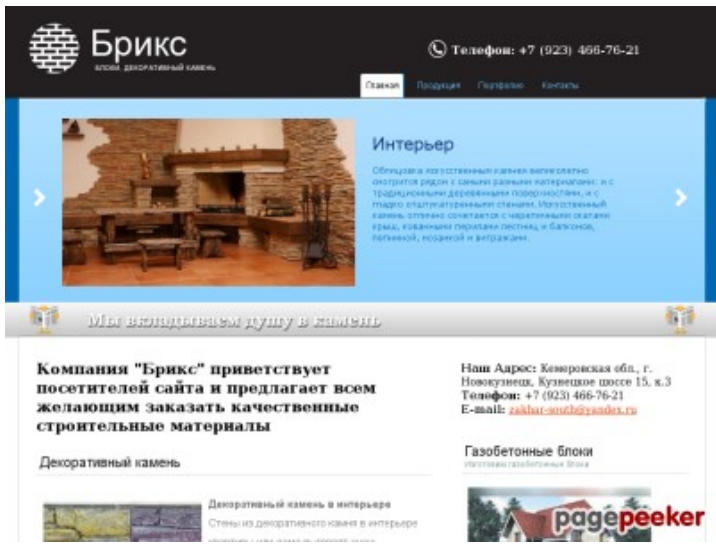 Брикс
БЛОКИ, ДЕКОРАТИВНЫЙ КАМЕНЬ
Телефон: +7 (923) 466-76-21
Главная Продукция Портфолио Контакты
Интерьер
Облицовка искусственным камнем великолепно
смотрится рядом с самыми разными материалами: и с
традиционными деревянными поверхностями, и с
гладко оштукатуренными стенами. Искусственный
камень отлично сочетается с черепичными скатами
крыш, коваными перилами лестниц и балконов,
лепниной, мозаикой и витражами.
Мы вкладываем душу в камень
Компания "Брикс" приветствует
посетителей сайта и предлагает всем
желающим заказать качественные
строительные материалы
Наш Адрес: Кемеровская обл., г.
Новокузнецк, Кузнецкое шоссе 15, к.3
Телефон: +7 (923) 466-76-21
E-mail: zakhar-south@yandex.ru
Декоративный камень
Декоративный камень в интерьере
Стены из декоративного камня в интерьере
Газобетонные блоки
Изготовим газобетонные блоки
pagepeeker